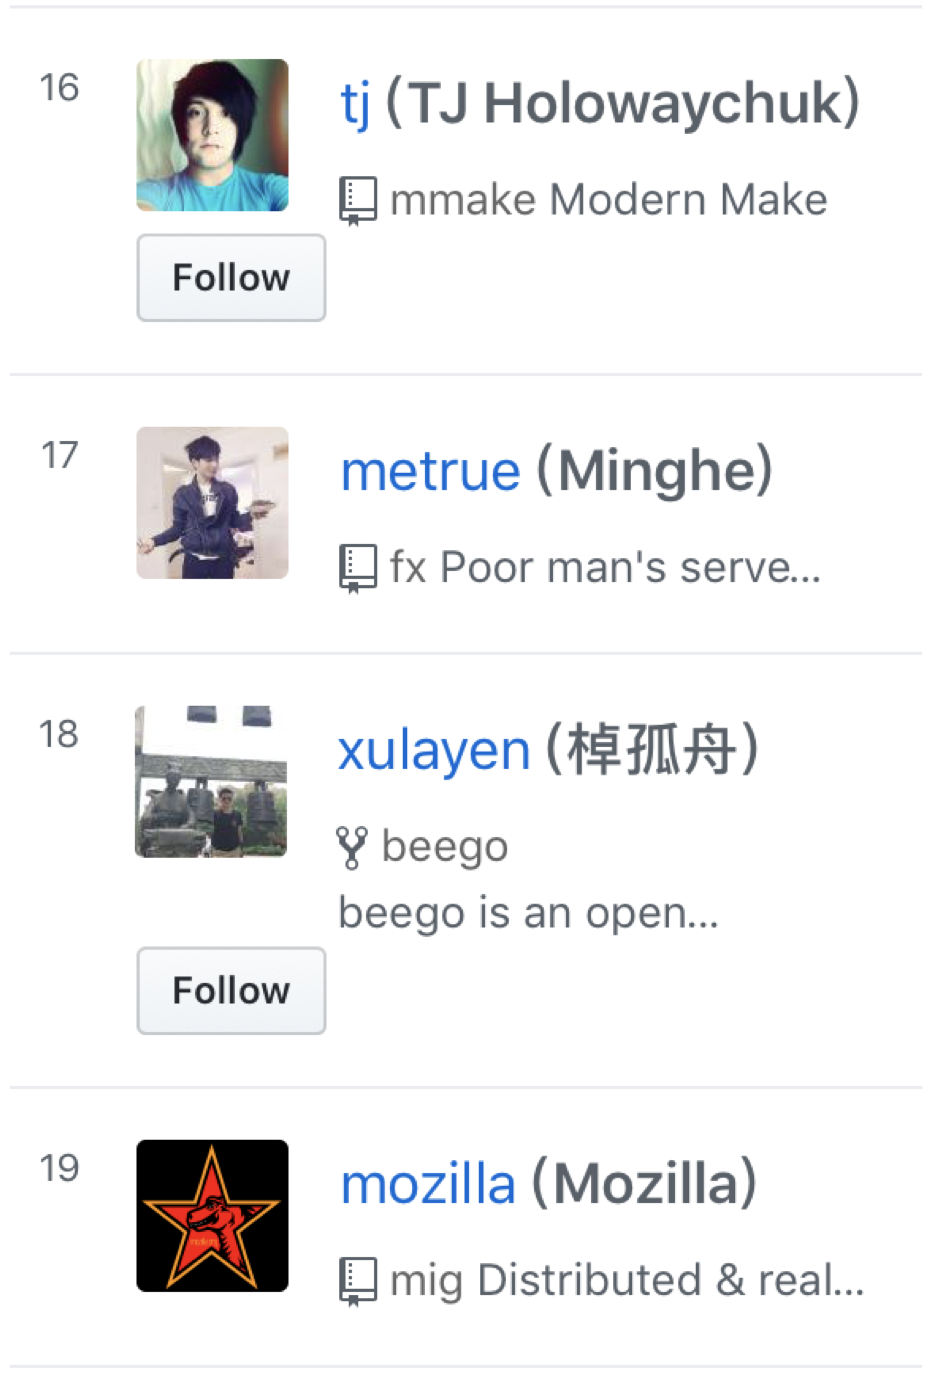 16
tj (TJ Holowaychuk)
mmake Modern Make
Follow
17
metrue (Minghe)
fx Poor man's serve...
18
xulayen (棹孤舟)
beego
beego is an open...
Follow
19
mozilla (Mozilla)
mig Distributed & real...